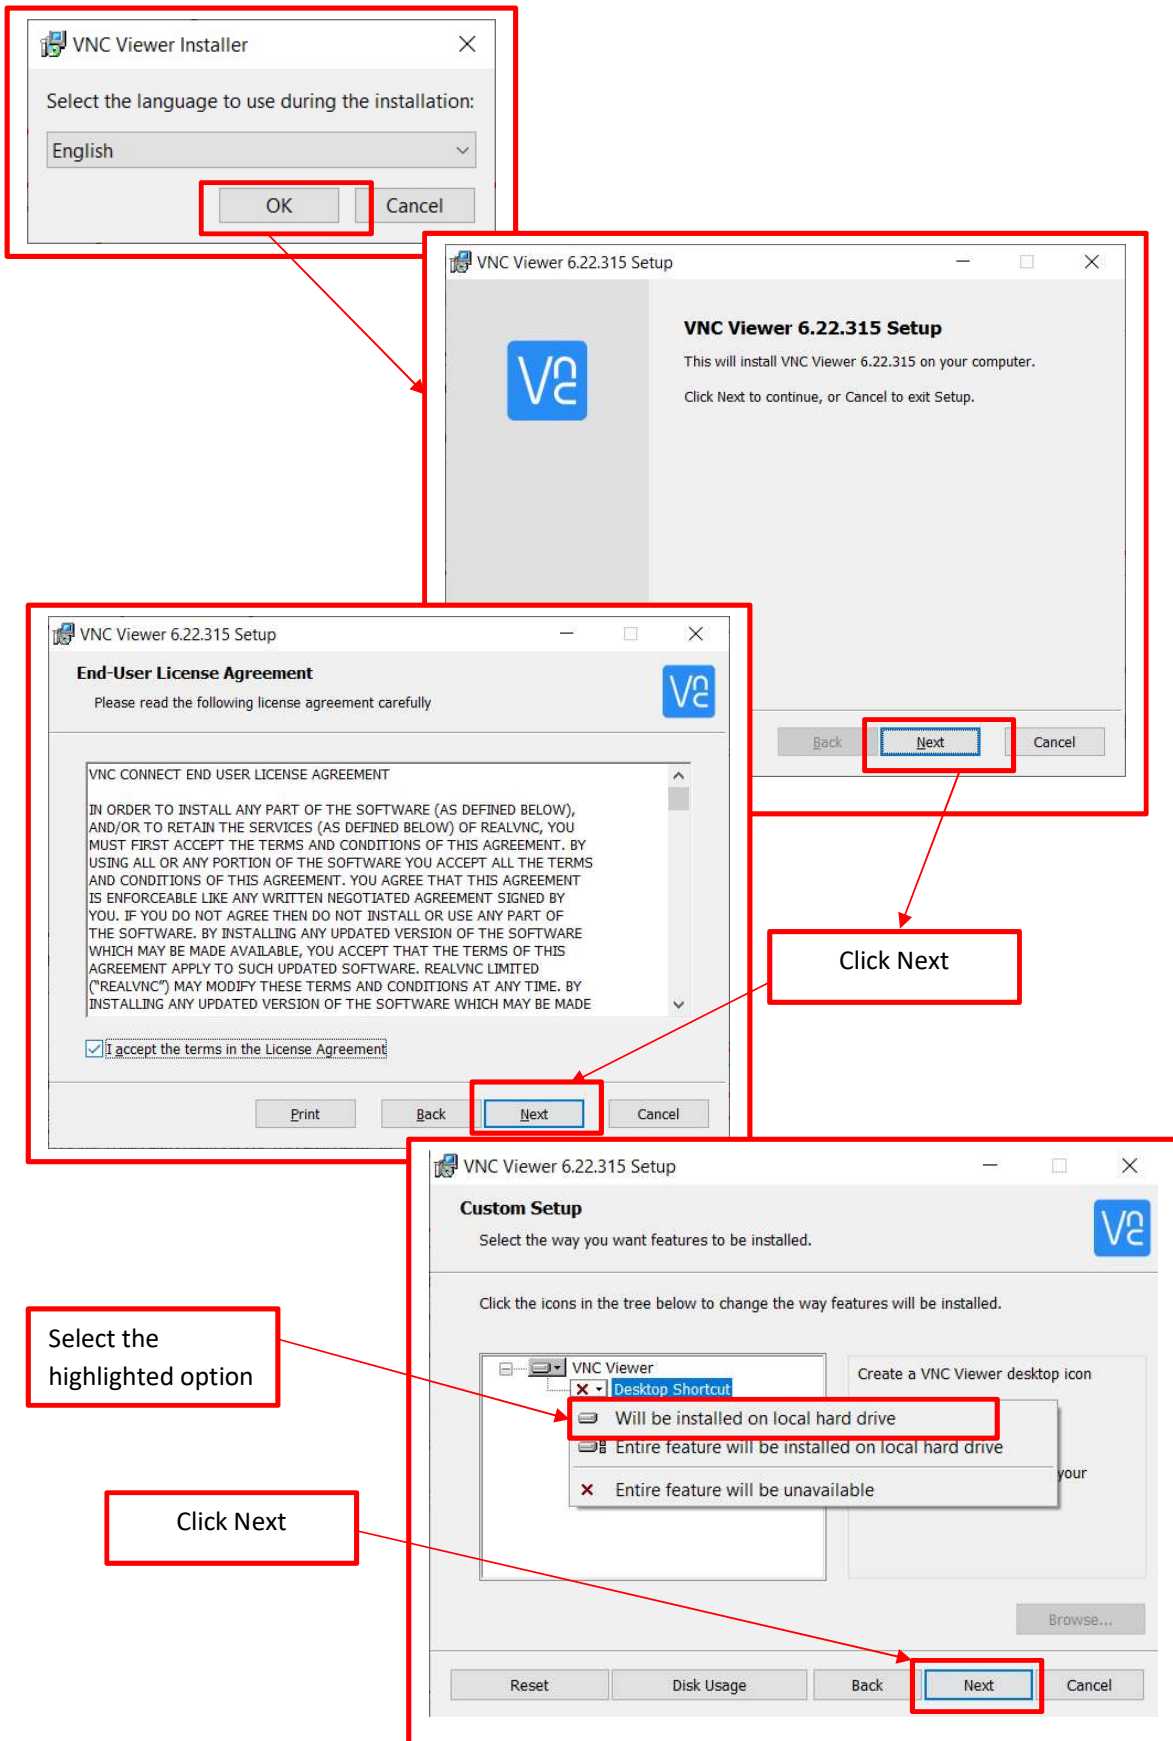 VNC Viewer Installer
Select the language to use during the installation:
English
OK
Cancel
VNC Viewer 6.22.315 Setup
VNC Viewer 6.22.315 Setup
This will install VNC Viewer 6.22.315 on your computer.
Click Next to continue, or Cancel to exit Setup.
Back
Next
Cancel
VNC Viewer 6.22.315 Setup
End-User License Agreement
Please read the following license agreement carefully
VNC CONNECT END USER LICENSE AGREEMENT
IN ORDER TO INSTALL ANY PART OF THE SOFTWARE (AS DEFINED BELOW),
AND/OR TO RETAIN THE SERVICES (AS DEFINED BELOW) OF REALVNC, YOU
MUST FIRST ACCEPT THE TERMS AND CONDITIONS OF THIS AGREEMENT. BY
USING ALL OR ANY PORTION OF THE SOFTWARE YOU ACCEPT ALL THE TERMS
AND CONDITIONS OF THIS AGREEMENT. YOU AGREE THAT THIS AGREEMENT
IS ENFORCEABLE LIKE ANY WRITTEN NEGOTIATED AGREEMENT SIGNED BY
YOU. IF YOU DO NOT AGREE THEN DO NOT INSTALL OR USE ANY PART OF
THE SOFTWARE. BY INSTALLING ANY UPDATED VERSION OF THE SOFTWARE
WHICH MAY BE MADE AVAILABLE, YOU ACCEPT THAT THE TERMS OF THIS
AGREEMENT APPLY TO SUCH UPDATED SOFTWARE. REALVNC LIMITED
("REALVNC") MAY MODIFY THESE TERMS AND CONDITIONS AT ANY TIME. BY
INSTALLING ANY UPDATED VERSION OF THE SOFTWARE WHICH MAY BE MADE
I accept the terms in the License Agreement
Print
Back
Next
Cancel
Click Next
VNC Viewer 6.22.315 Setup
Custom Setup
Select the way you want features to be installed.
Click the icons in the tree below to change the way features will be installed.
Select the
highlighted option
VNC Viewer
Desktop Shortcut
Will be installed on local hard drive
Entire feature will be installed on local hard drive
Entire feature will be unavailable
Create a VNC Viewer desktop icon
your
Click Next
Browse...
Reset
Disk Usage
Back
Next
Cancel